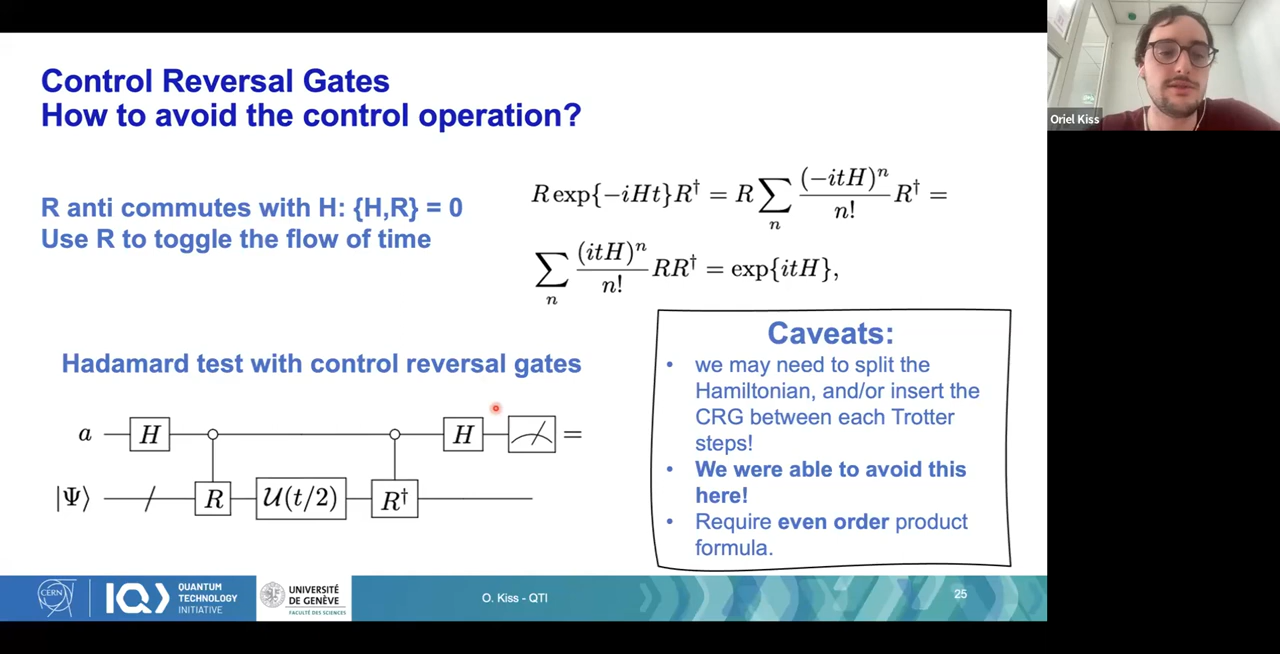 Control Reversal Gates
How to avoid the control operation?
R anti commutes with H: {H,R} = 0
Use R to toggle the flow of time
R exp{−iHt}R† = R ∑ₙ (−itH)ⁿ / n! R† =
∑ₙ (itH)ⁿ / n! RR† = exp{itH},
Hadamard test with control reversal gates
a H H =
|Ψ⟩ R U(t/2) R†
Caveats:
• we may need to split the
Hamiltonian, and/or insert the
CRG between each Trotter
steps!
• We were able to avoid this
here!
• Require even order product
formula.
CERN
IQ
QUANTUM
TECHNOLOGY
INITIATIVE
UNIVERSITÉ
DE GENÈVE
FACULTÉ DES SCIENCES
O. Kiss - QTI
25
Oriel Kiss